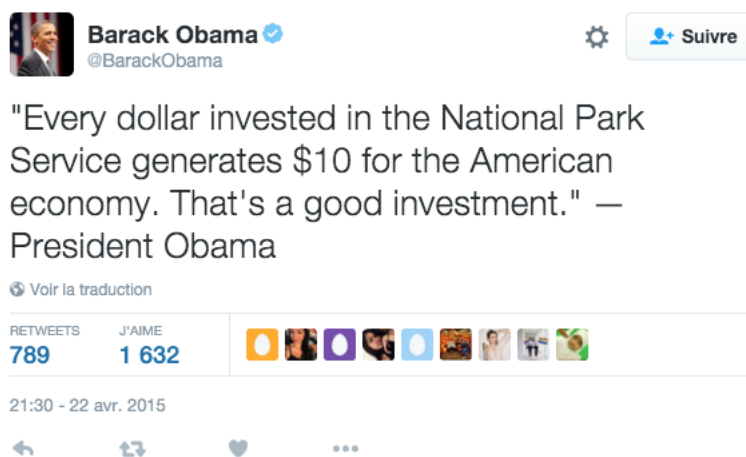 Barack Obama
@BarackObama
Suivre
"Every dollar invested in the National Park
Service generates $10 for the American
economy. That's a good investment." —
President Obama
Voir la traduction
RETWEETS J'AIME
789 1 632
21:30 - 22 avr. 2015